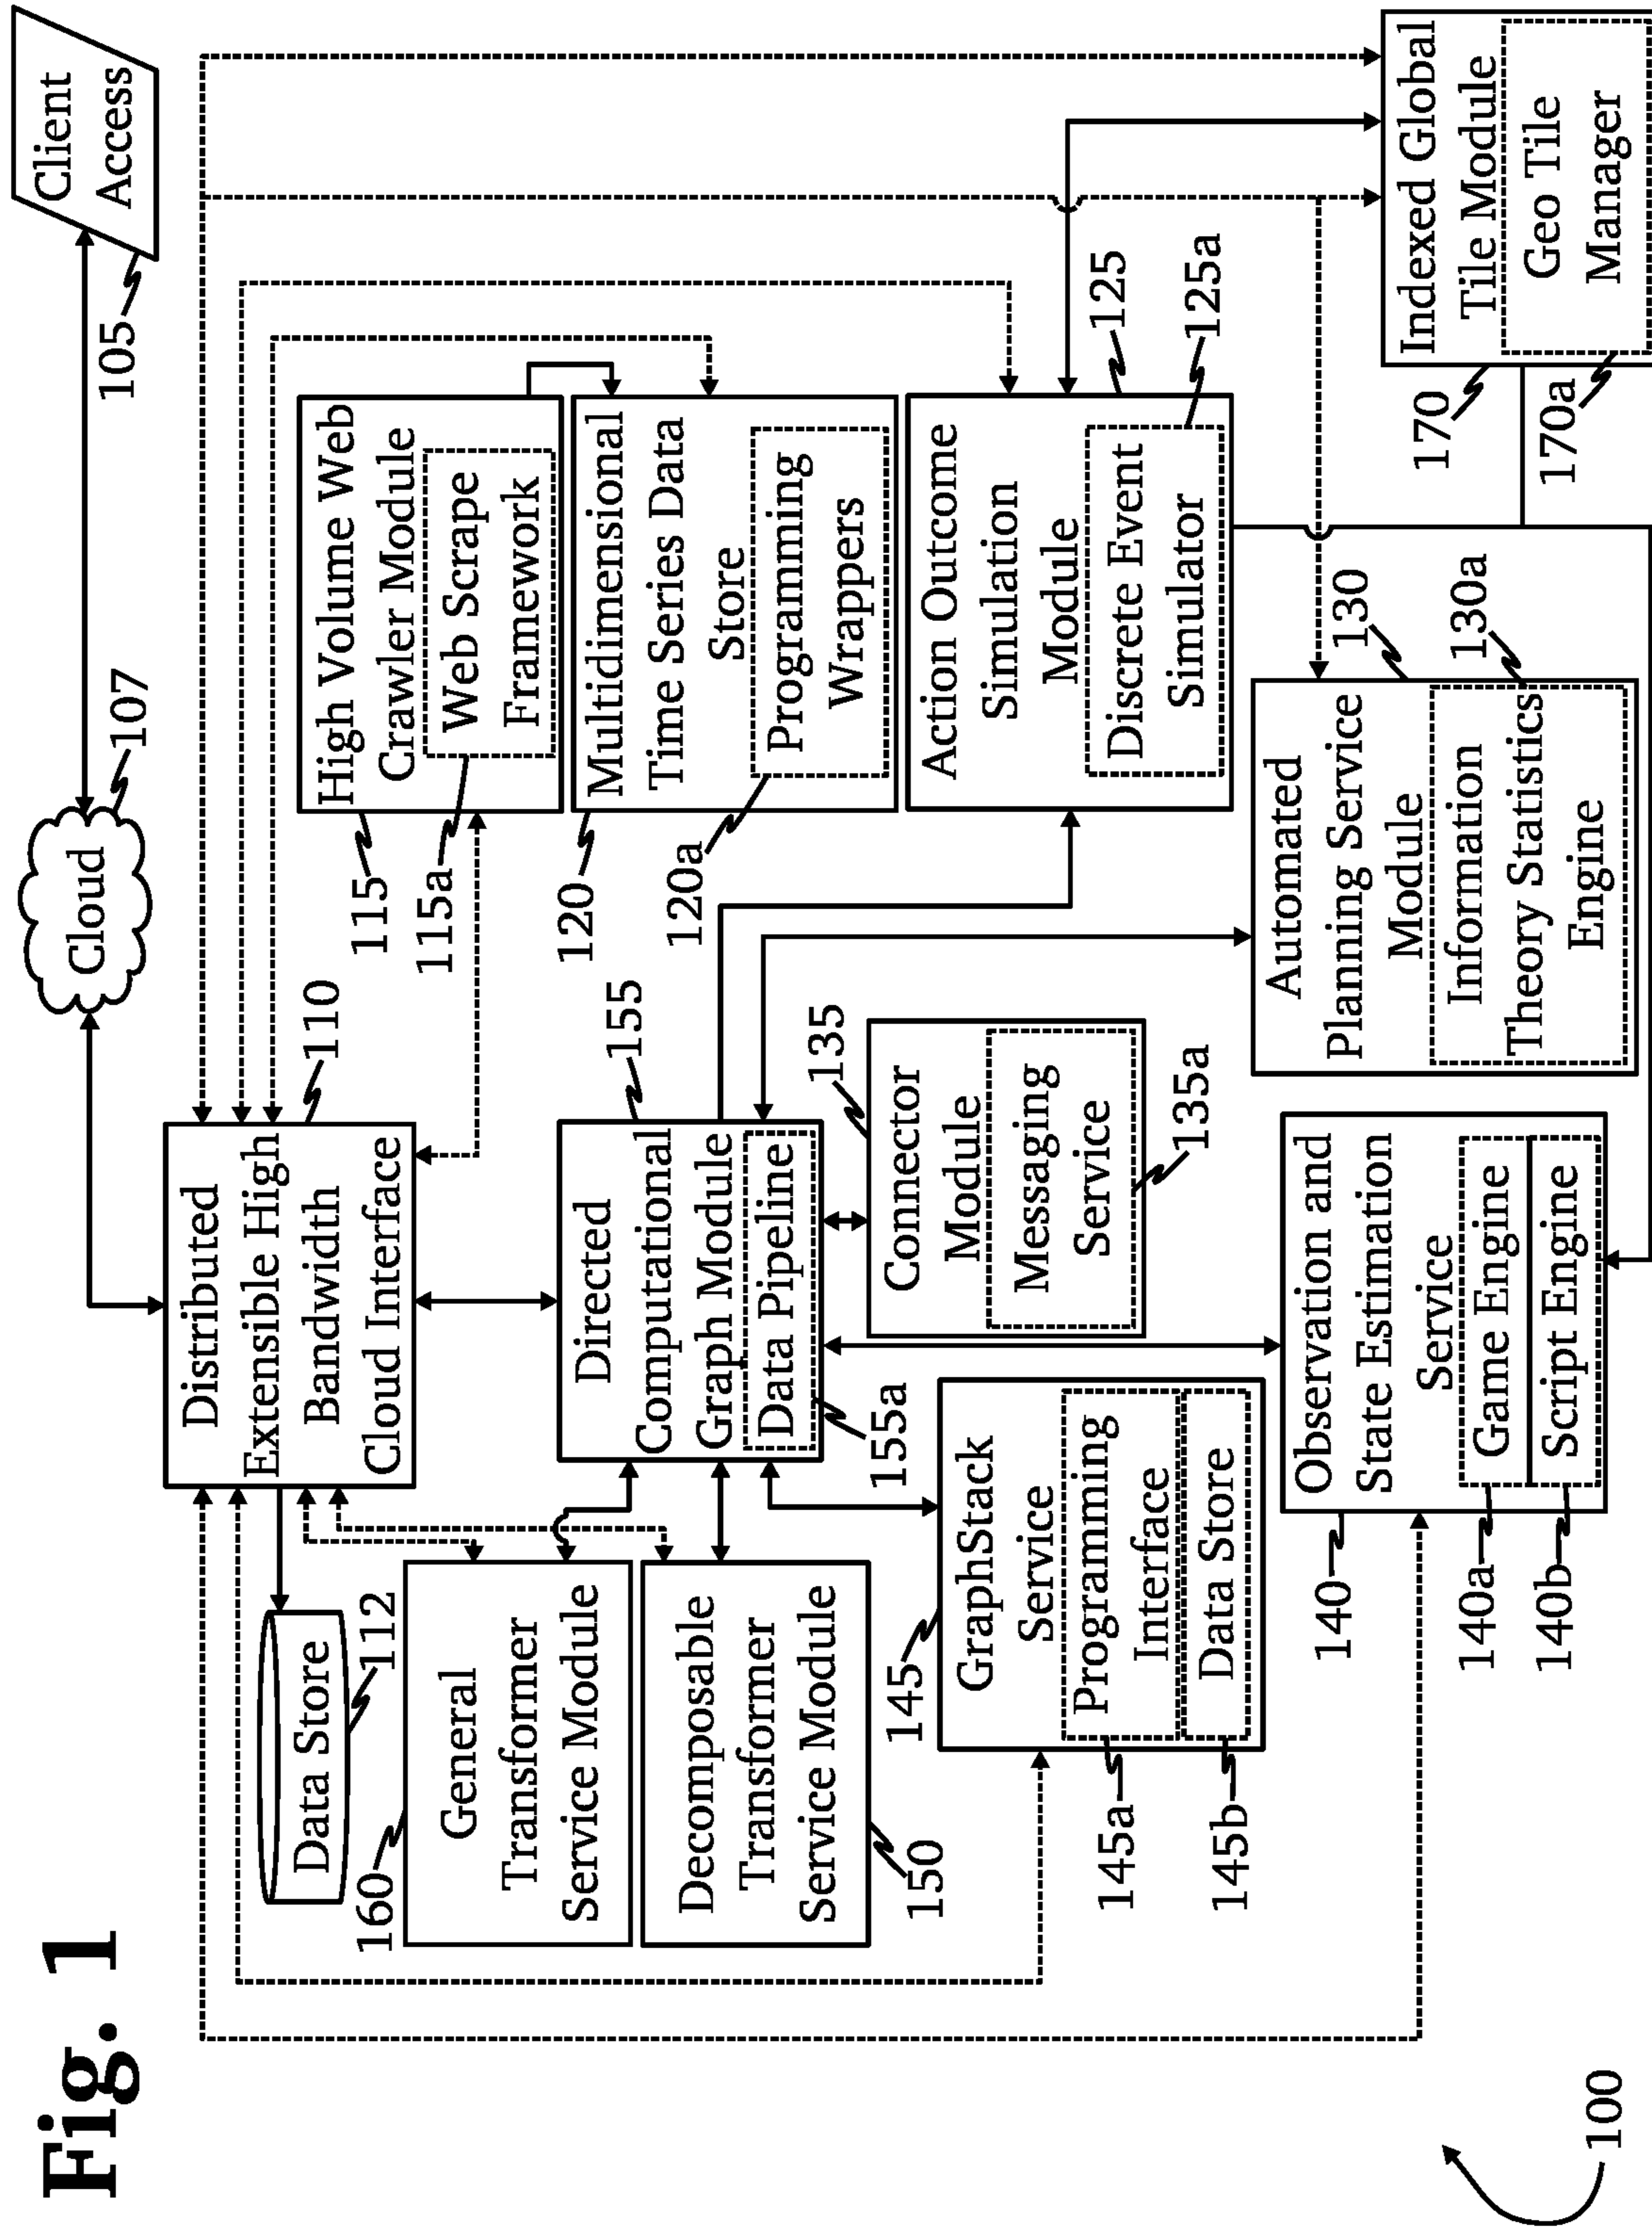 Fig. 1
Client
Access
105
Cloud
107
Distributed
Extensible High
Bandwidth
Cloud Interface
110
Data Store
112
High Volume Web
Crawler Module
Web Scrape
Framework
115
115a
Multidimensional
Time Series Data
Store
Programming
Wrappers
120
120a
Action Outcome
Simulation
Module
Discrete Event
Simulator
125
125a
Indexed Global
Tile Module
Geo Tile
Manager
170
170a
Automated
Planning Service
Module
Information
Theory Statistics
Engine
130
130a
Directed
Computational
Graph Module
Data Pipeline
155
155a
Connector
Module
Messaging
Service
135
135a
General
Transformer
Service Module
160
Decomposable
Transformer
Service Module
150
GraphStack
Service
Programming
Interface
Data Store
145
145a
145b
Observation and
State Estimation
Service
Game Engine
Script Engine
140
140a
140b
100